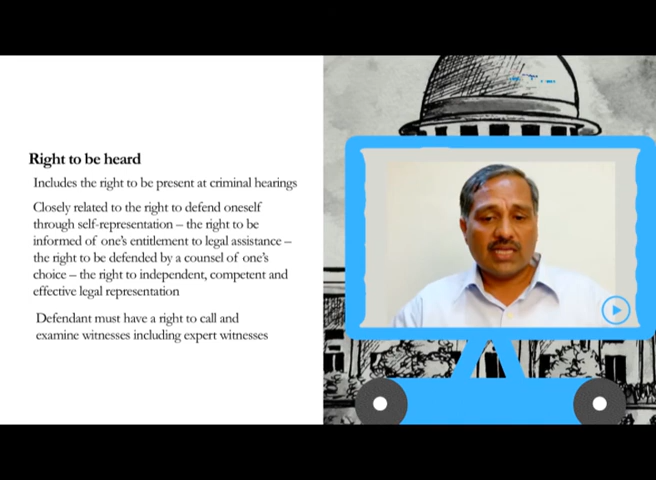 Right to be heard
Includes the right to be present at criminal hearings
Closely related to the right to defend oneself
through self-representation – the right to be
informed of one's entitlement to legal assistance –
the right to be defended by a counsel of one's
choice – the right to independent, competent and
effective legal representation
Defendant must have a right to call and
examine witnesses including expert witnesses